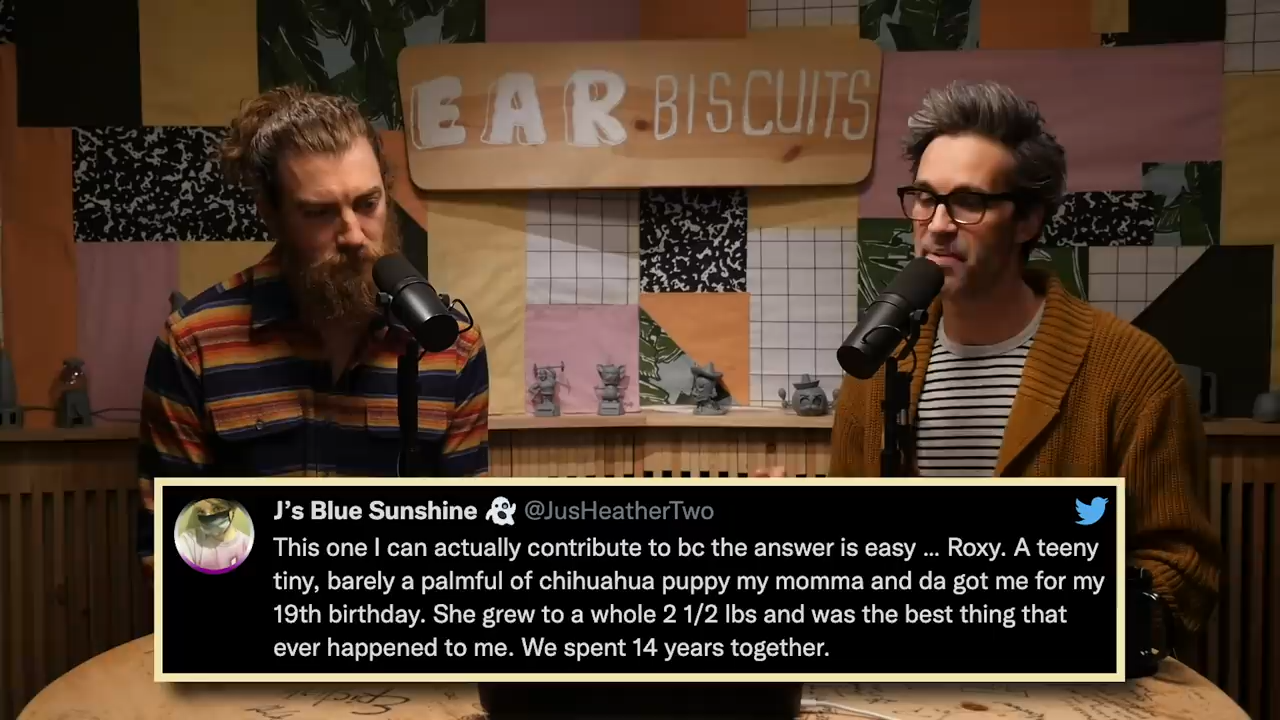 EAR BISCUITS
J's Blue Sunshine 👻 @JusHeatherTwo
This one I can actually contribute to bc the answer is easy ... Roxy. A teeny
tiny, barely a palmful of chihuahua puppy my momma and da got me for my
19th birthday. She grew to a whole 2 1/2 lbs and was the best thing that
ever happened to me. We spent 14 years together.